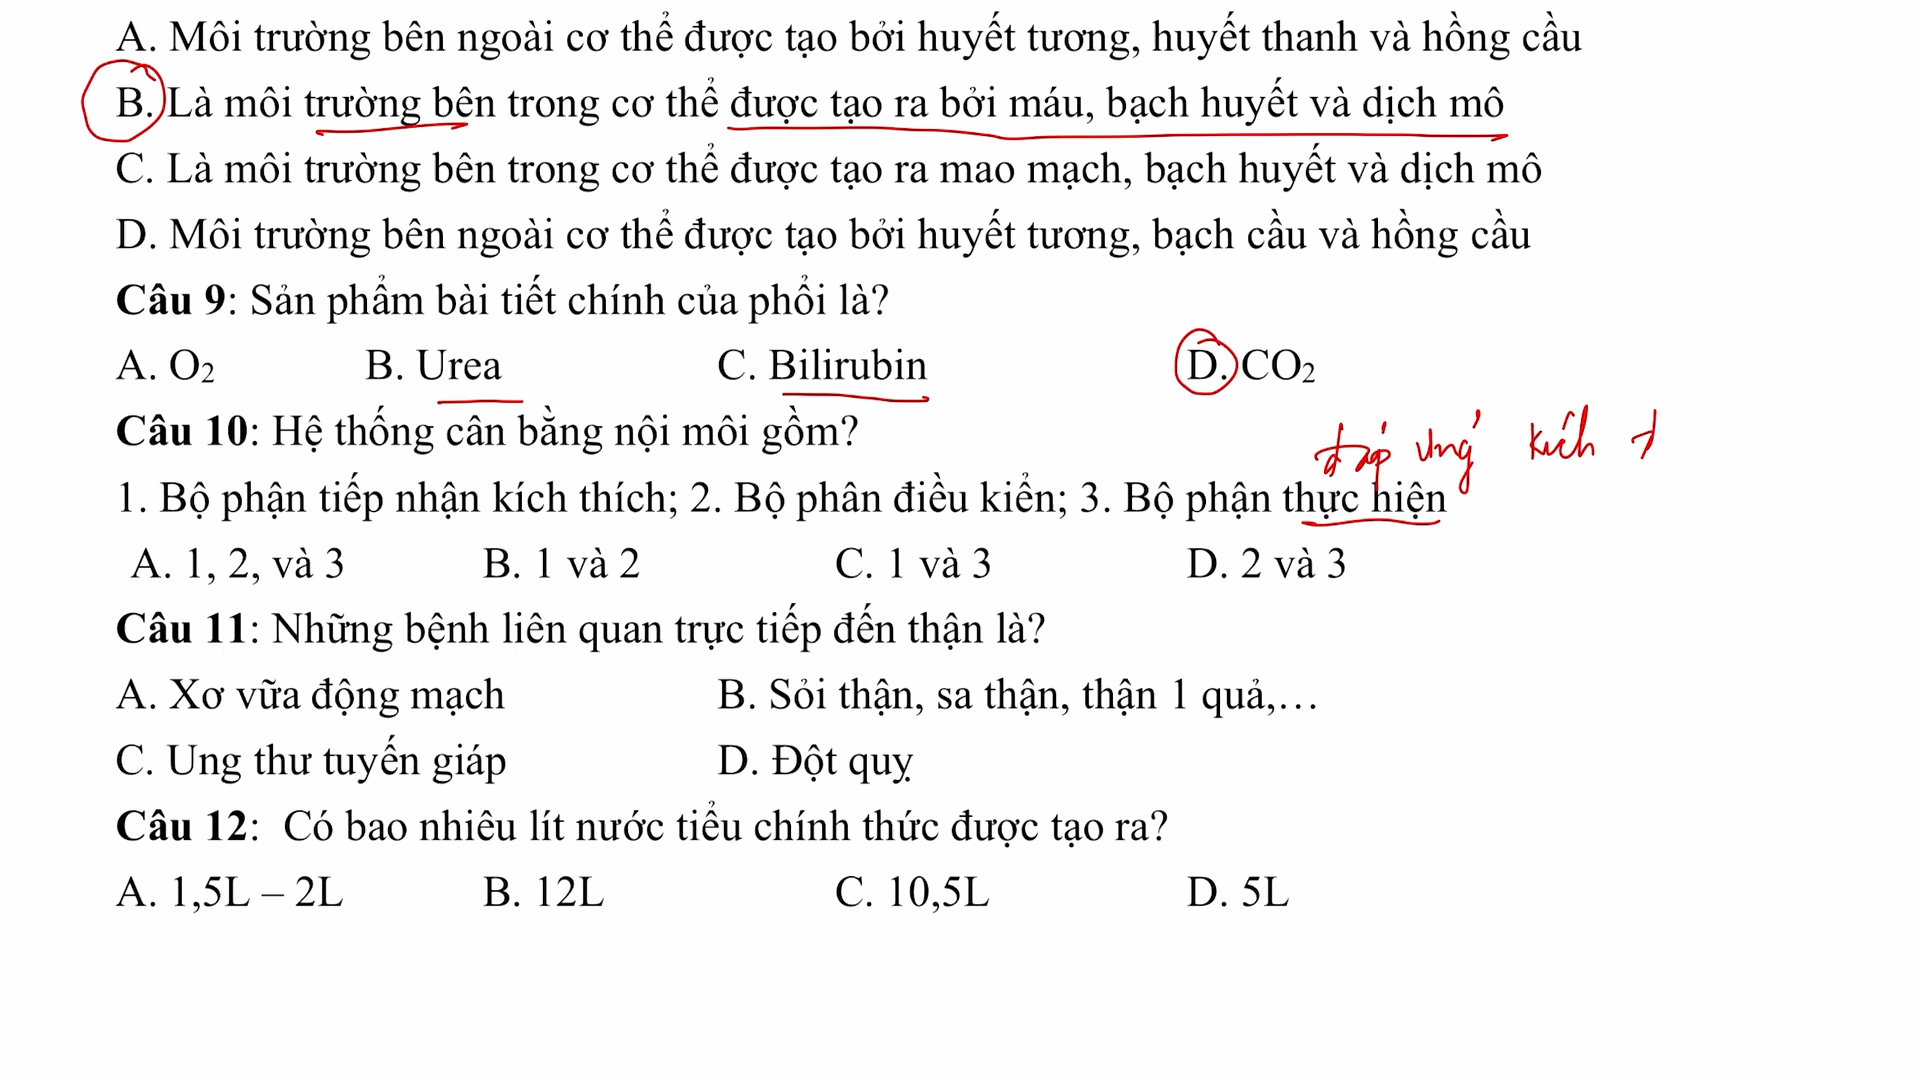 A. Môi trường bên ngoài cơ thể được tạo bởi huyết tương, huyết thanh và hồng cầu
B. Là môi trường bên trong cơ thể được tạo ra bởi máu, bạch huyết và dịch mô
C. Là môi trường bên trong cơ thể được tạo ra mao mạch, bạch huyết và dịch mô
D. Môi trường bên ngoài cơ thể được tạo bởi huyết tương, bạch cầu và hồng cầu
Câu 9: Sản phẩm bài tiết chính của phổi là?
A. O₂ B. Urea C. Bilirubin D. CO₂
Câu 10: Hệ thống cân bằng nội môi gồm?
đáp ứng kích
1. Bộ phận tiếp nhận kích thích; 2. Bộ phân điều kiển; 3. Bộ phận thực hiện
A. 1, 2, và 3 B. 1 và 2 C. 1 và 3 D. 2 và 3
Câu 11: Những bệnh liên quan trực tiếp đến thận là?
A. Xơ vữa động mạch B. Sỏi thận, sa thận, thận 1 quả,…
C. Ung thư tuyến giáp D. Đột quỵ
Câu 12: Có bao nhiêu lít nước tiểu chính thức được tạo ra?
A. 1,5L – 2L B. 12L C. 10,5L D. 5L